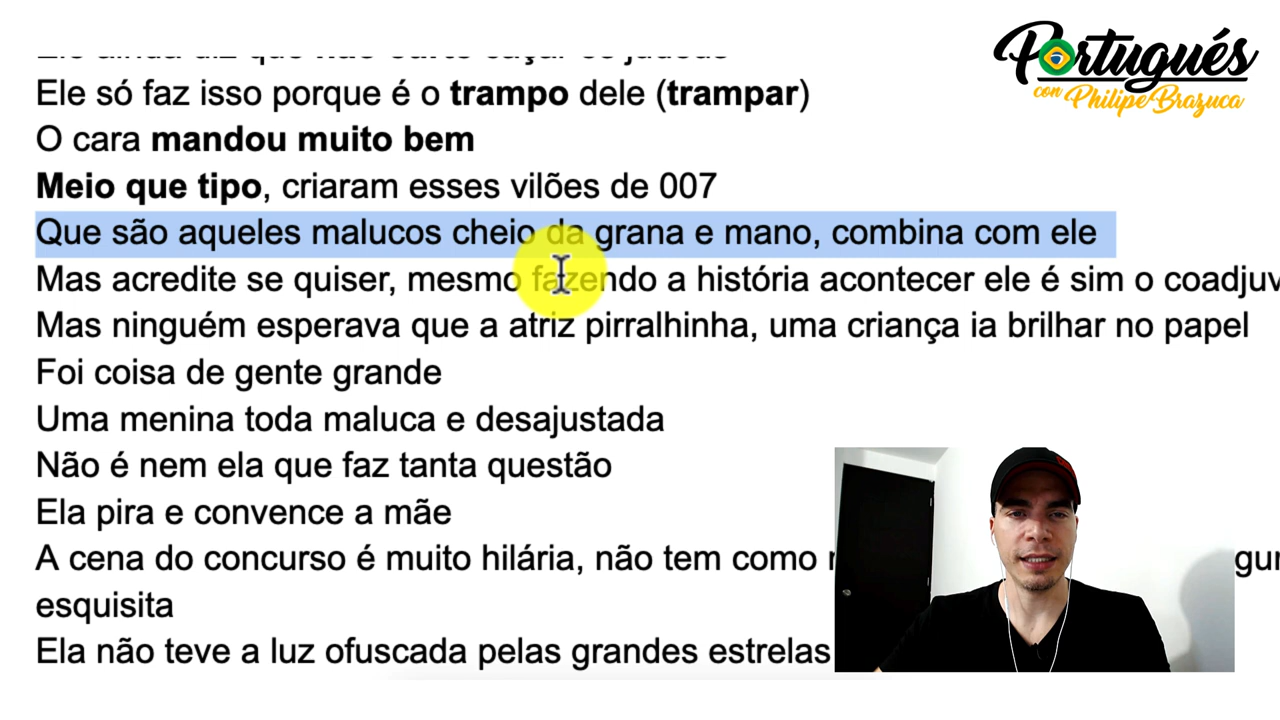 Português
con PhilipeBrazuca
Ele só faz isso porque é o trampo dele (trampar)
O cara mandou muito bem
Meio que tipo, criaram esses vilões de 007
Que são aqueles malucos cheio da grana e mano, combina com ele
Mas acredite se quiser, mesmo fazendo a história acontecer ele é sim o
Mas ninguém esperava que a atriz pirralhinha, uma criança ia brilhar no papel
Foi coisa de gente grande
Uma menina toda maluca e desajustada
Não é nem ela que faz tanta questão
Ela pira e convence a mãe
A cena do concurso é muito hilária, não tem como
esquisita
Ela não teve a luz ofuscada pelas grandes estrelas